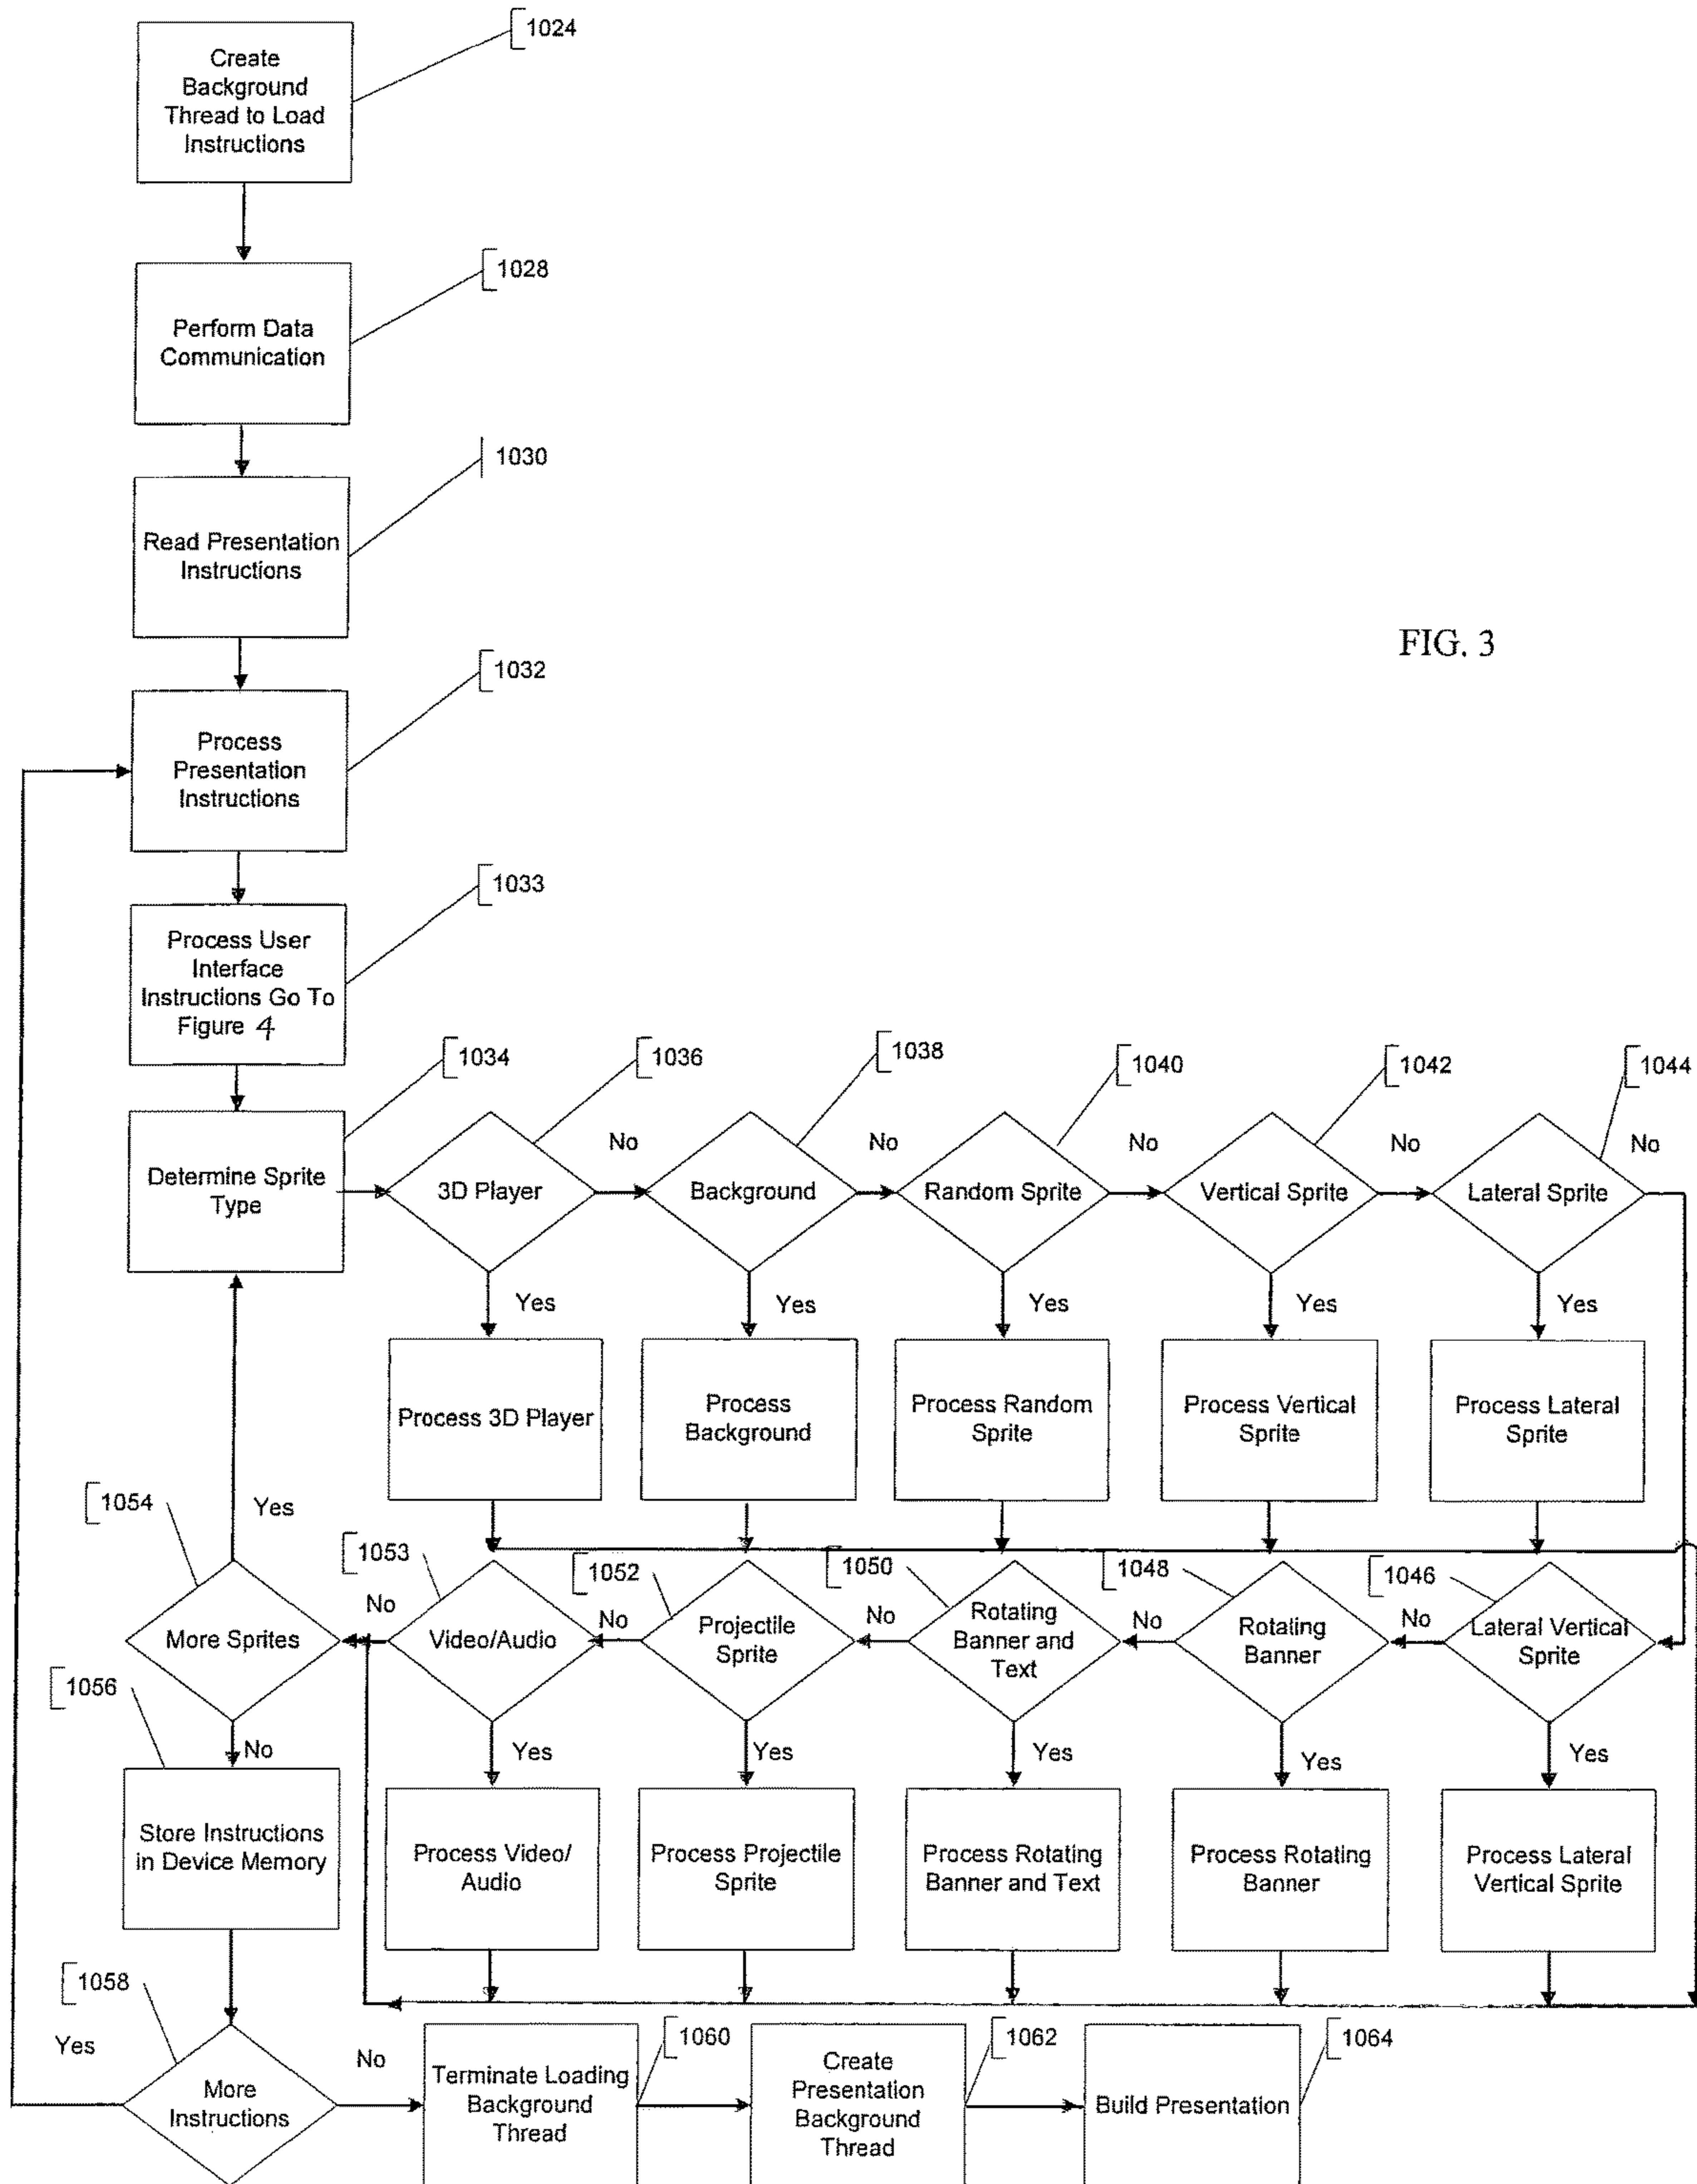 1024
Create
Background
Thread to Load
Instructions
1028
Perform Data
Communication
1030
Read Presentation
Instructions
FIG. 3
1032
Process
Presentation
Instructions
1033
Process User
Interface
Instructions Go To
Figure 4
1034
1036
1038
1040
1042
1044
Determine Sprite
Type
3D Player
No
Background
No
Random Sprite
No
Vertical Sprite
No
Lateral Sprite
No
Yes
Yes
Yes
Yes
Yes
Process 3D Player
Process
Background
Process Random
Sprite
Process Vertical
Sprite
Process Lateral
Sprite
1054
Yes
1053
1052
1050
1048
1046
More Sprites
No
Video/Audio
No
Projectile
Sprite
No
Rotating
Banner and
Text
No
Rotating
Banner
No
Lateral Vertical
Sprite
1056
No
Yes
Yes
Yes
Yes
Yes
Store Instructions
in Device Memory
Process Video/
Audio
Process Projectile
Sprite
Process Rotating
Banner and Text
Process Rotating
Banner
Process Lateral
Vertical Sprite
1058
Yes
More
Instructions
No
1060
Terminate Loading
Background
Thread
1062
Create
Presentation
Background
Thread
1064
Build Presentation